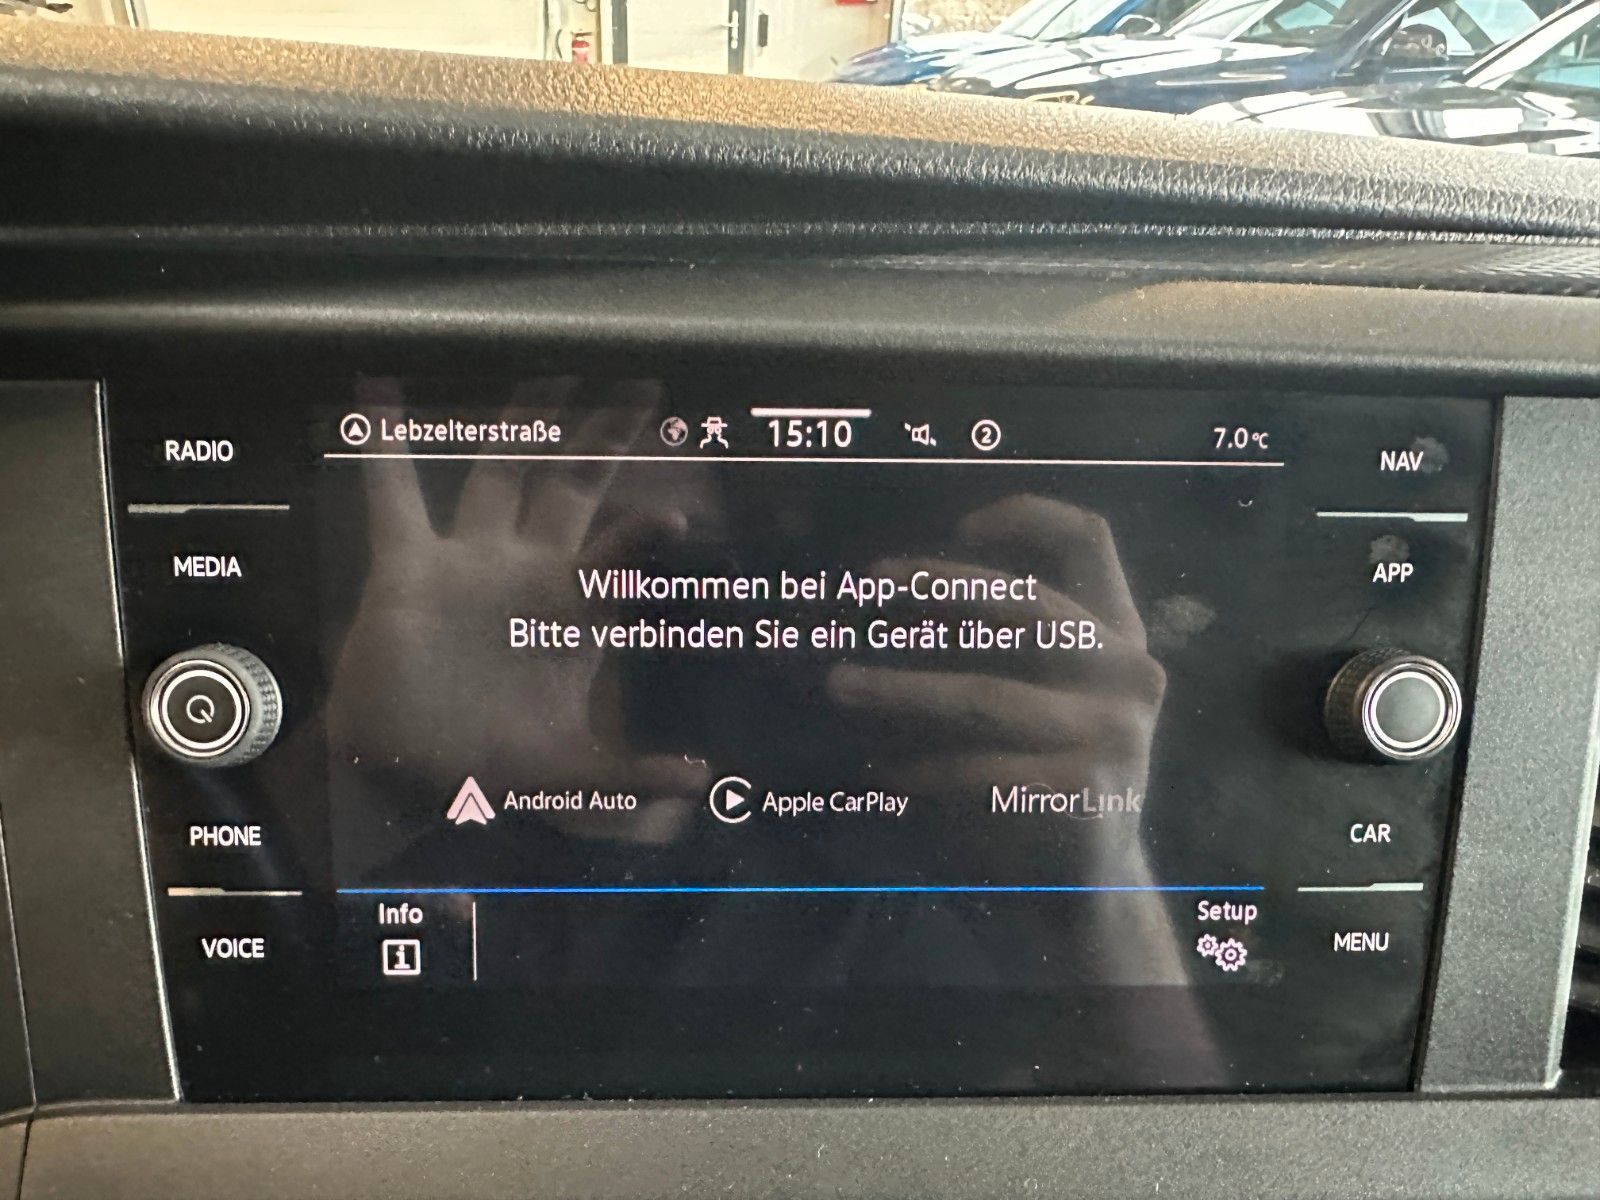 Lebzelterstraße 15:10 2 7.0°C
RADIO
NAV
MEDIA
APP
Willkommen bei App-Connect
Bitte verbinden Sie ein Gerät über USB.
Android Auto Apple CarPlay MirrorLink
PHONE
CAR
Info
Setup
VOICE
MENU